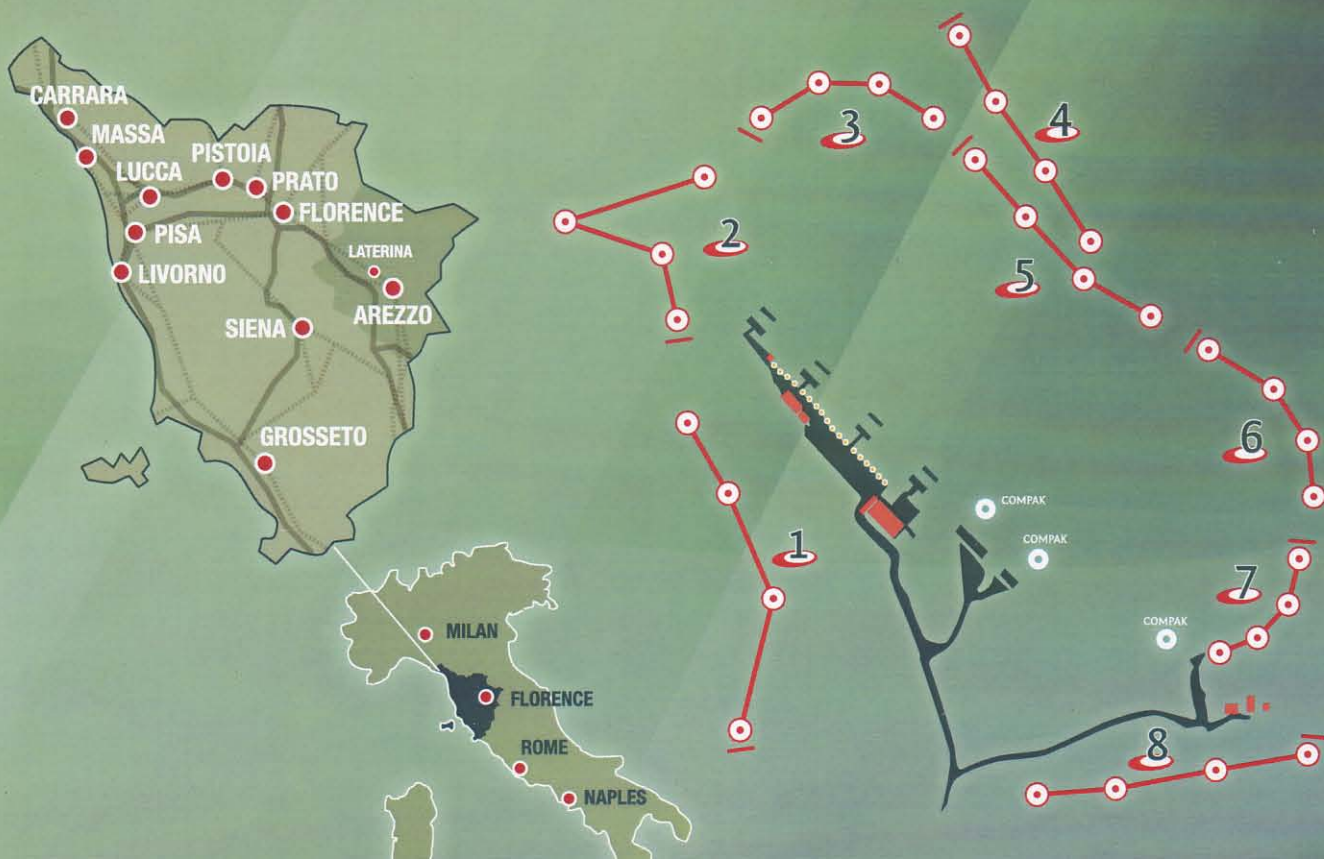 CARRARA
MASSA
LUCCA
PISTOIA
PRATO
FLORENCE
PISA
LIVORNO
LATERINA
AREZZO
SIENA
GROSSETO
MILAN
FLORENCE
ROME
NAPLES
3
4
2
5
6
1
7
8
COMPAK
COMPAK
COMPAK